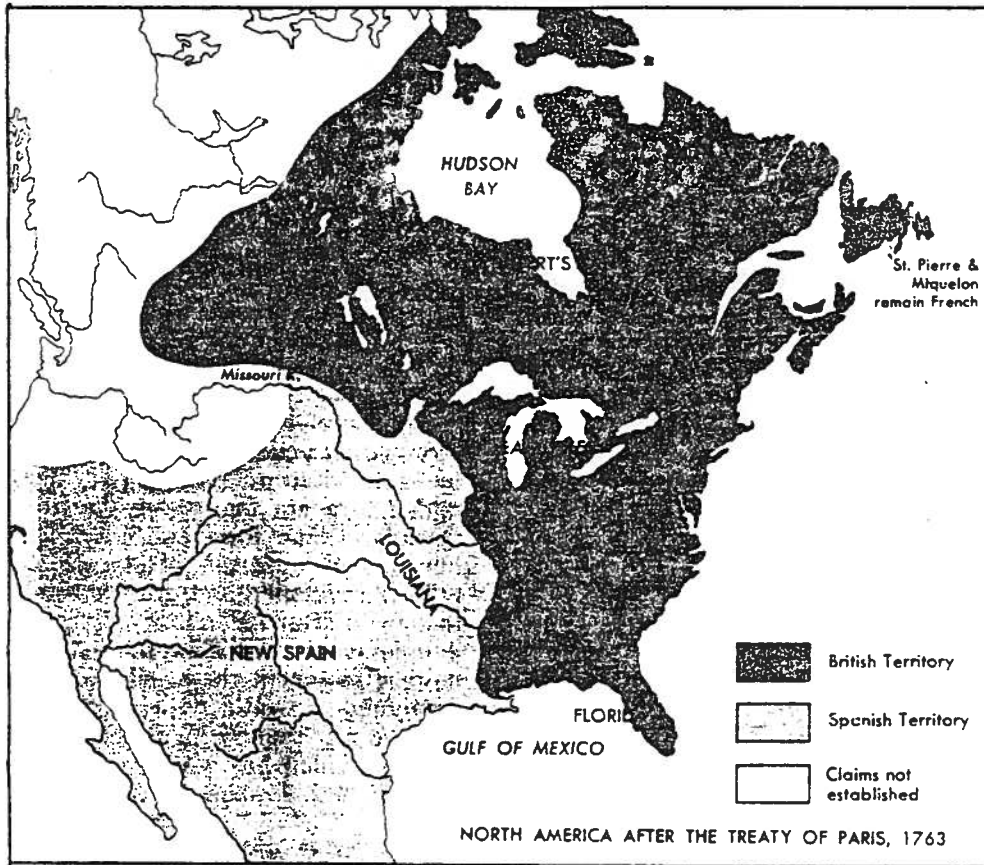 HUDSON
BAY
RT'S
St. Pierre &
Miquelon
remain French
Missouri R.
LOUISIANA
NEW SPAIN
FLORI
GULF OF MEXICO
British Territory
Spanish Territory
Claims not
established
NORTH AMERICA AFTER THE TREATY OF PARIS, 1763